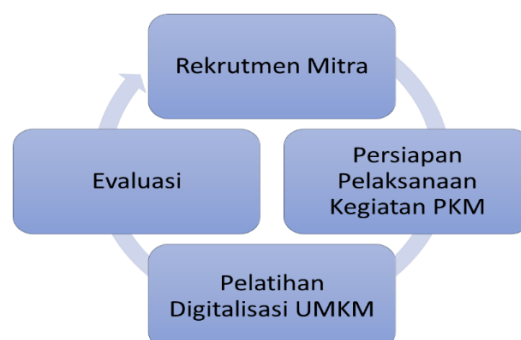 Rekrutmen Mitra
Persiapan
Pelaksanaan
Kegiatan PKM
Pelatihan
Digitalisasi UMKM
Evaluasi